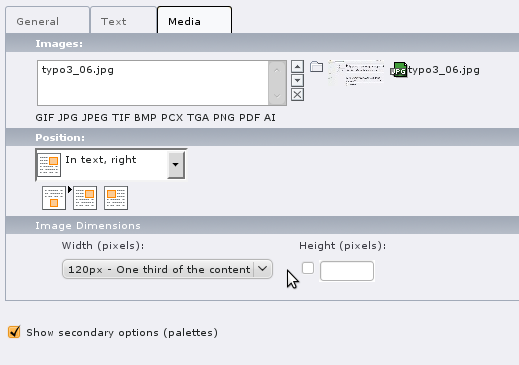 General Text Media
Images:
typo3_06.jpg
JPG typo3_06.jpg
GIF JPG JPEG TIF BMP PCX TGA PNG PDF AI
Position:
In text, right
Image Dimensions
Width (pixels): Height (pixels):
120px - One third of the content
Show secondary options (palettes)